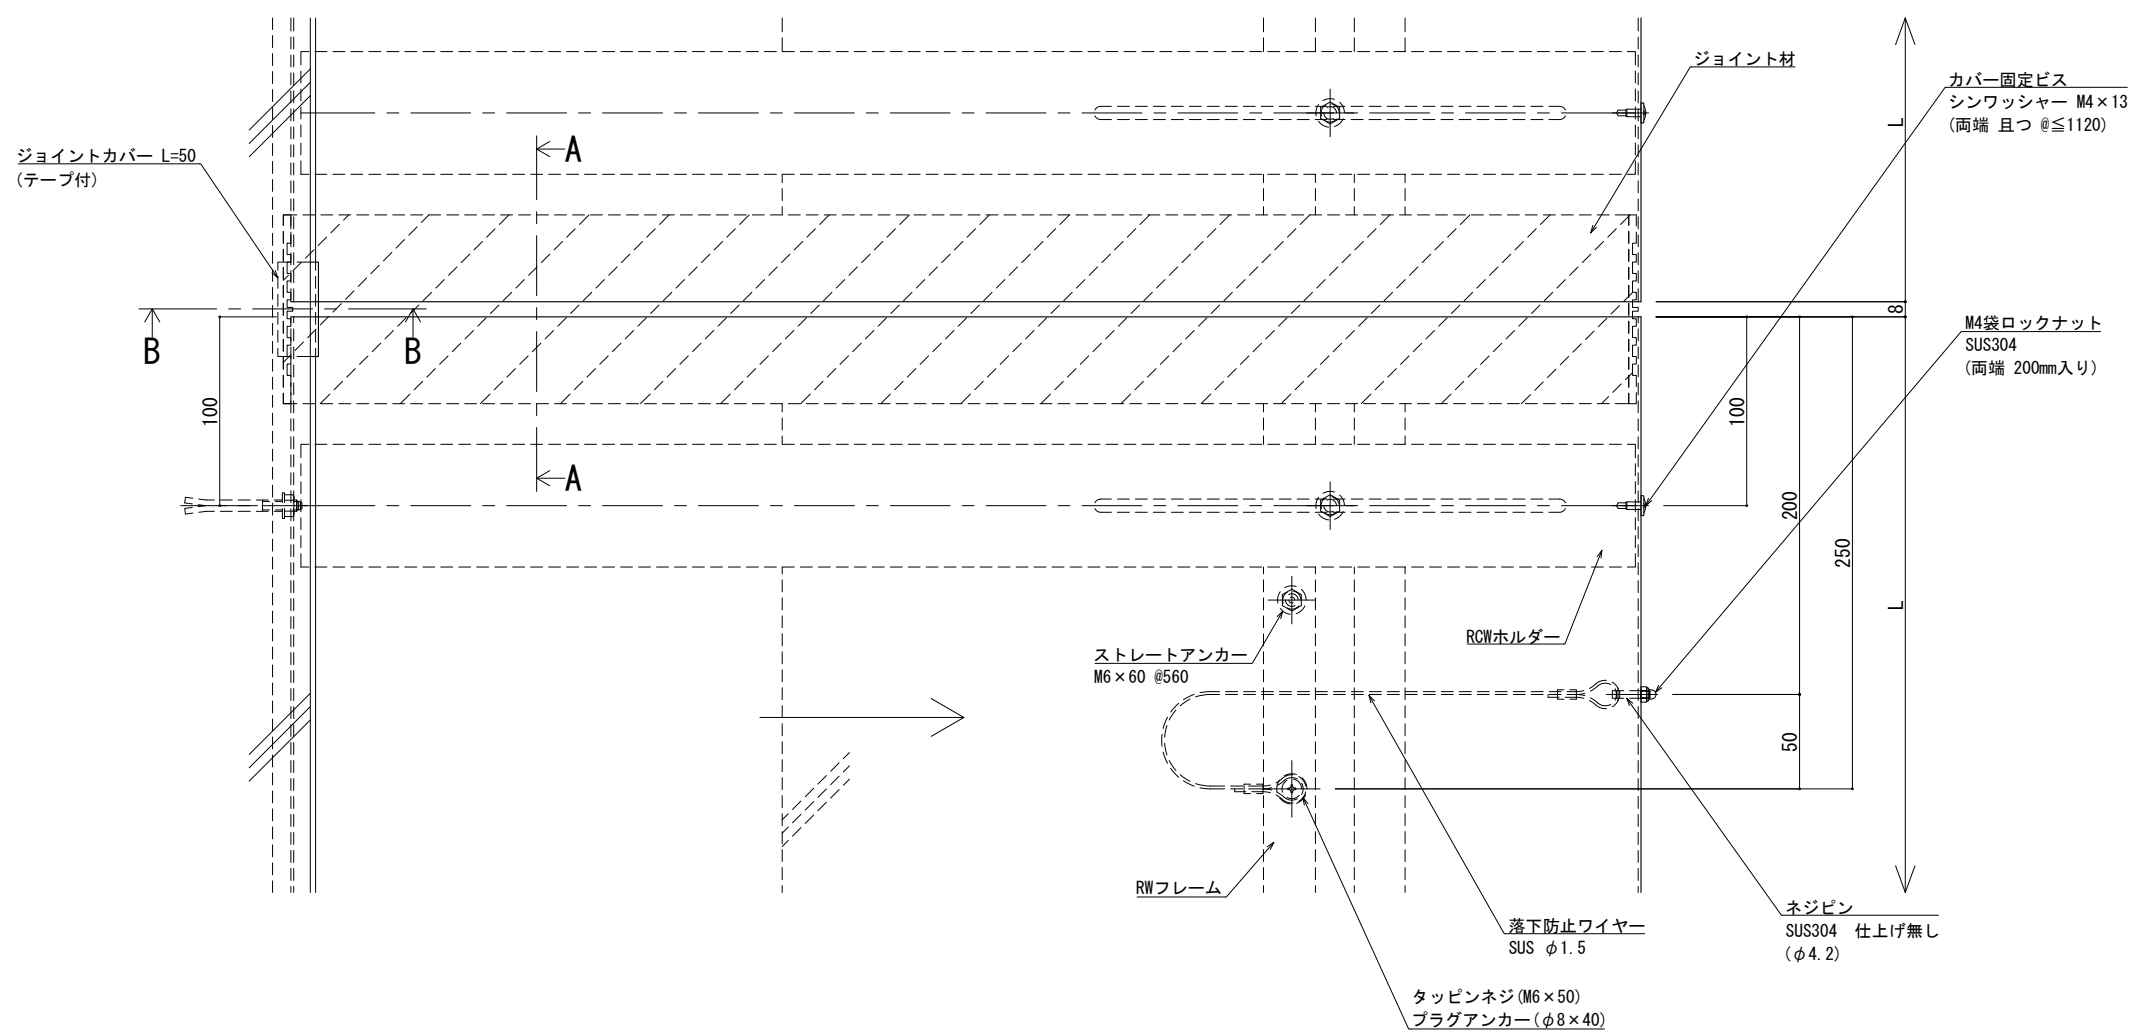 ジョイント材
カバー固定ビス
シンワッシャー M4×13
(両端 且つ @≦1120)
L
ジョイントカバー L=50
(テープ付)
A
8
B
B
M4袋ロックナット
SUS304
(両端 200mm入り)
100
100
A
200
250
L
RCWホルダー
ストレートアンカー
M6×60 @560
50
RWフレーム
落下防止ワイヤー
SUS φ1.5
ネジピン
SUS304 仕上げ無し
(φ4.2)
タッピンネジ(M6×50)
プラグアンカー(φ8×40)